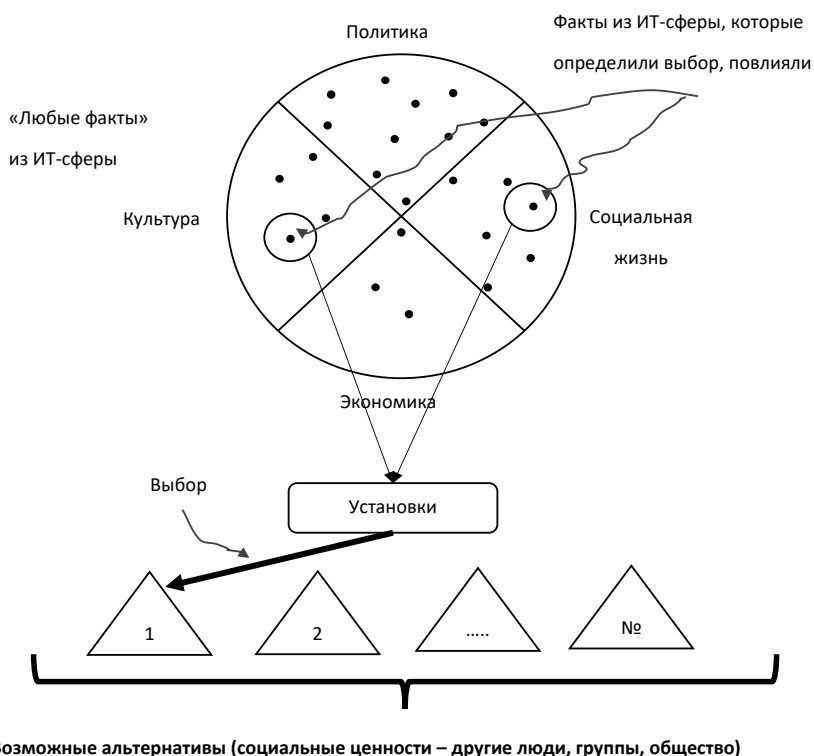 Политика
Факты из ИТ-сферы, которые
определили выбор, повлияли
«Любые факты»
из ИТ-сферы
Культура
Социальная
жизнь
Экономика
Выбор
Установки
1
2
.....
№
Возможные альтернативы (социальные ценности – другие люди, группы, общество)